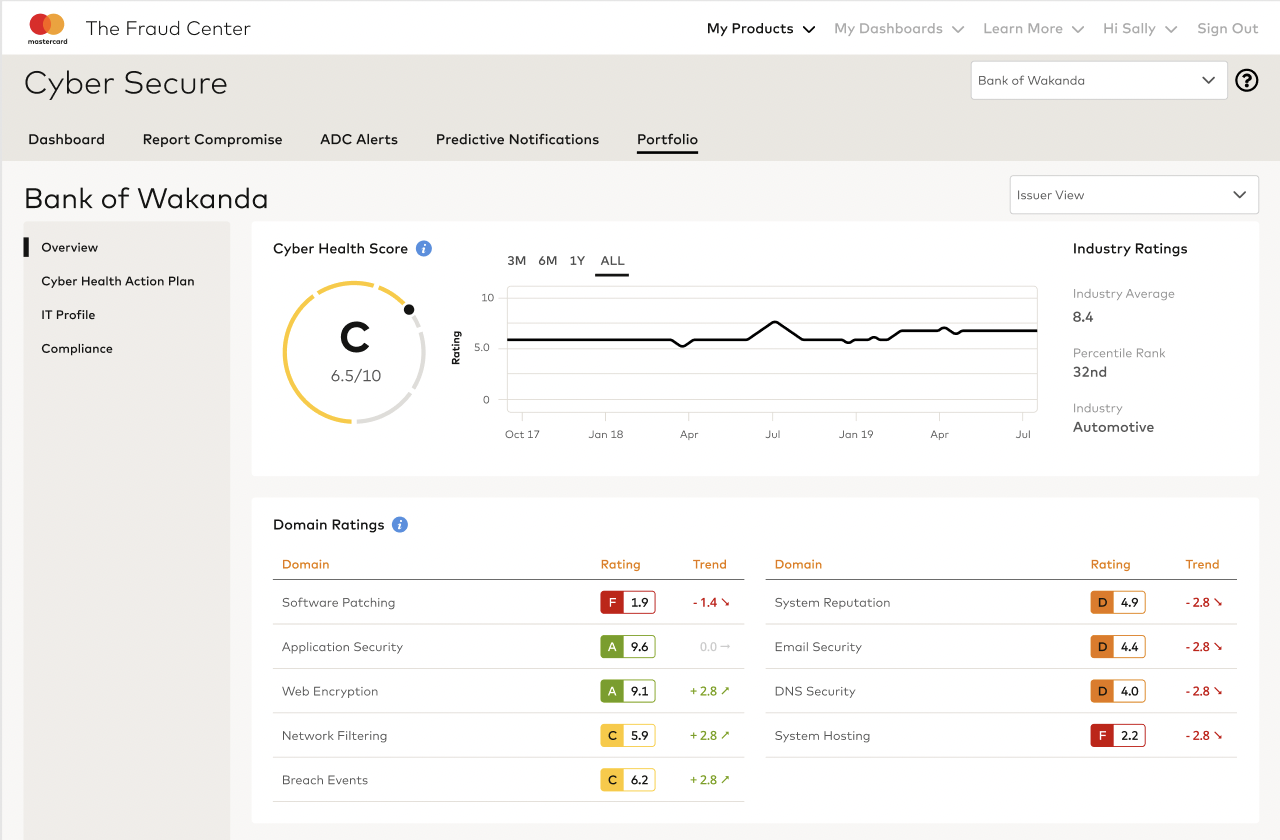 mastercard
The Fraud Center
My Products My Dashboards Learn More Hi Sally Sign Out
Cyber Secure
Bank of Wakanda
?
Dashboard Report Compromise ADC Alerts Predictive Notifications Portfolio
Bank of Wakanda
Issuer View
Overview
Cyber Health Action Plan
IT Profile
Compliance
Cyber Health Score i
C
6.5/10
3M 6M 1Y ALL
Rating
10
5.0
0
Oct 17 Jan 18 Apr Jul Jan 19 Apr Jul
Industry Ratings
Industry Average
8.4
Percentile Rank
32nd
Industry
Automotive
Domain Ratings i
Domain Rating Trend
Software Patching F 1.9 - 1.4 ↘
Application Security A 9.6 0.0 →
Web Encryption A 9.1 + 2.8 ↗
Network Filtering C 5.9 + 2.8 ↗
Breach Events C 6.2 + 2.8 ↗
Domain Rating Trend
System Reputation D 4.9 - 2.8 ↘
Email Security D 4.4 - 2.8 ↘
DNS Security D 4.0 - 2.8 ↘
System Hosting F 2.2 - 2.8 ↘